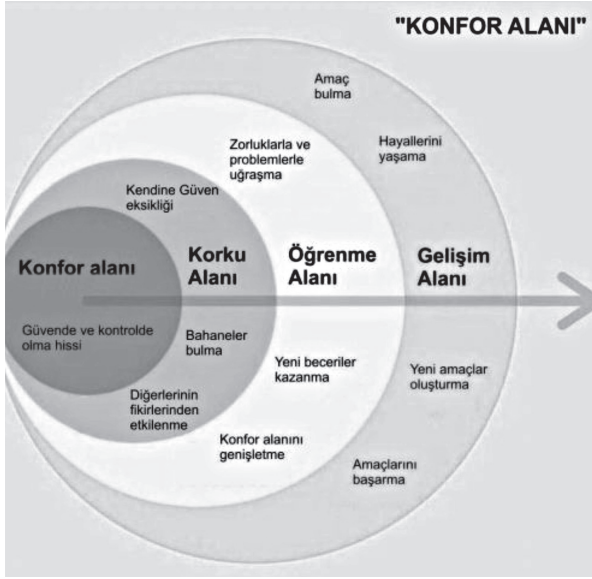 "KONFOR ALANI"
Amaç
bulma
Hayallerini
yaşama
Zorluklarla ve
problemlerle
uğraşma
Kendine Güven
eksikliği
Konfor alanı
Korku
Alanı
Öğrenme
Alanı
Gelişim
Alanı
Güvende ve kontrolde
olma hissi
Bahaneler
bulma
Diğerlerinin
fikirlerinden
etkilenme
Yeni beceriler
kazanma
Konfor alanını
genişletme
Yeni amaçlar
oluşturma
Amaçlarını
başarma